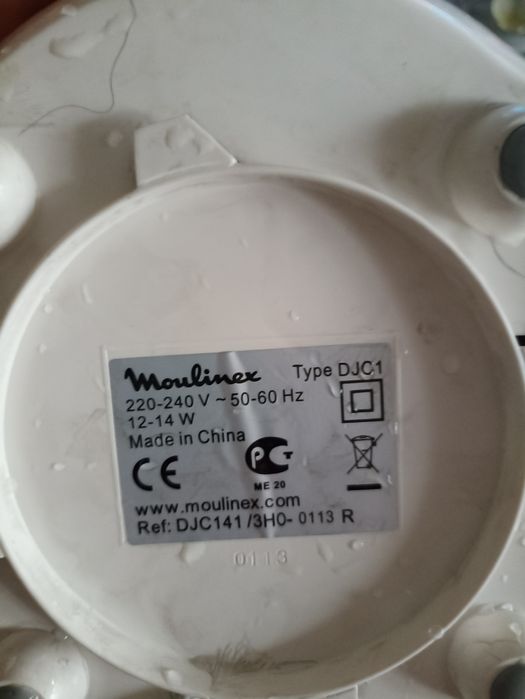 Moulinex Type DJC1
220-240 V ~ 50-60 Hz
12-14 W
Made in China
CE PCT
ME 20
www.moulinex.com
Ref: DJC141 /3H0- 0113 R
0113